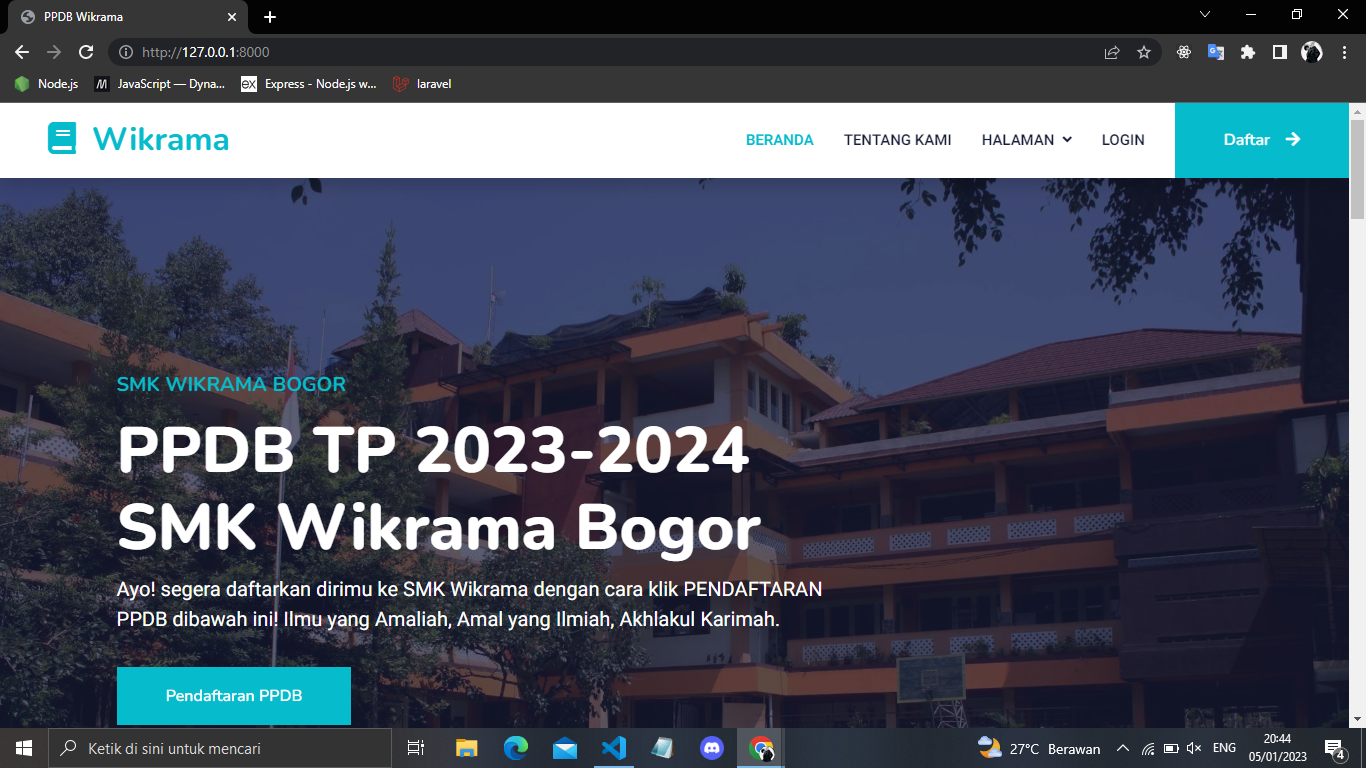 PPDB Wikrama
http://127.0.0.1:8000
Node.js
JavaScript — Dyna...
Express - Node.js w...
laravel
Wikrama
BERANDA
TENTANG KAMI
HALAMAN
LOGIN
Daftar
SMK WIKRAMA BOGOR
PPDB TP 2023-2024
SMK Wikrama Bogor
Ayo! segera daftarkan dirimu ke SMK Wikrama dengan cara klik PENDAFTARAN
PPDB dibawah ini! Ilmu yang Amaliah, Amal yang Ilmiah, Akhlakul Karimah.
Pendaftaran PPDB
Ketik di sini untuk mencari
27°C Berawan
ENG
20:44
05/01/2023
4